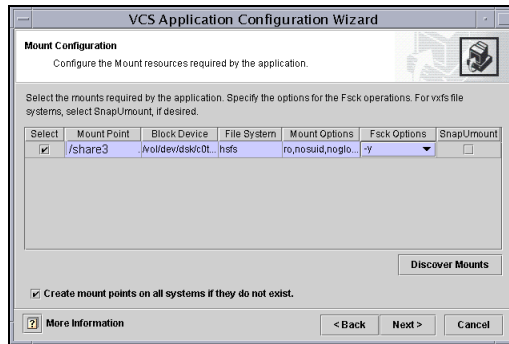 VCS Application Configuration Wizard
Mount Configuration
Configure the Mount resources required by the application.
Select the mounts required by the application. Specify the options for the Fsck operations. For vxfs file
systems, select SnapUmount, if desired.
Select Mount Point Block Device File System Mount Options Fsck Options SnapUmount
/share3 ./vol/dev/dsk/c0t... hsfs ro,nosuid,noglo... -y
Discover Mounts
Create mount points on all systems if they do not exist.
? More Information < Back Next > Cancel